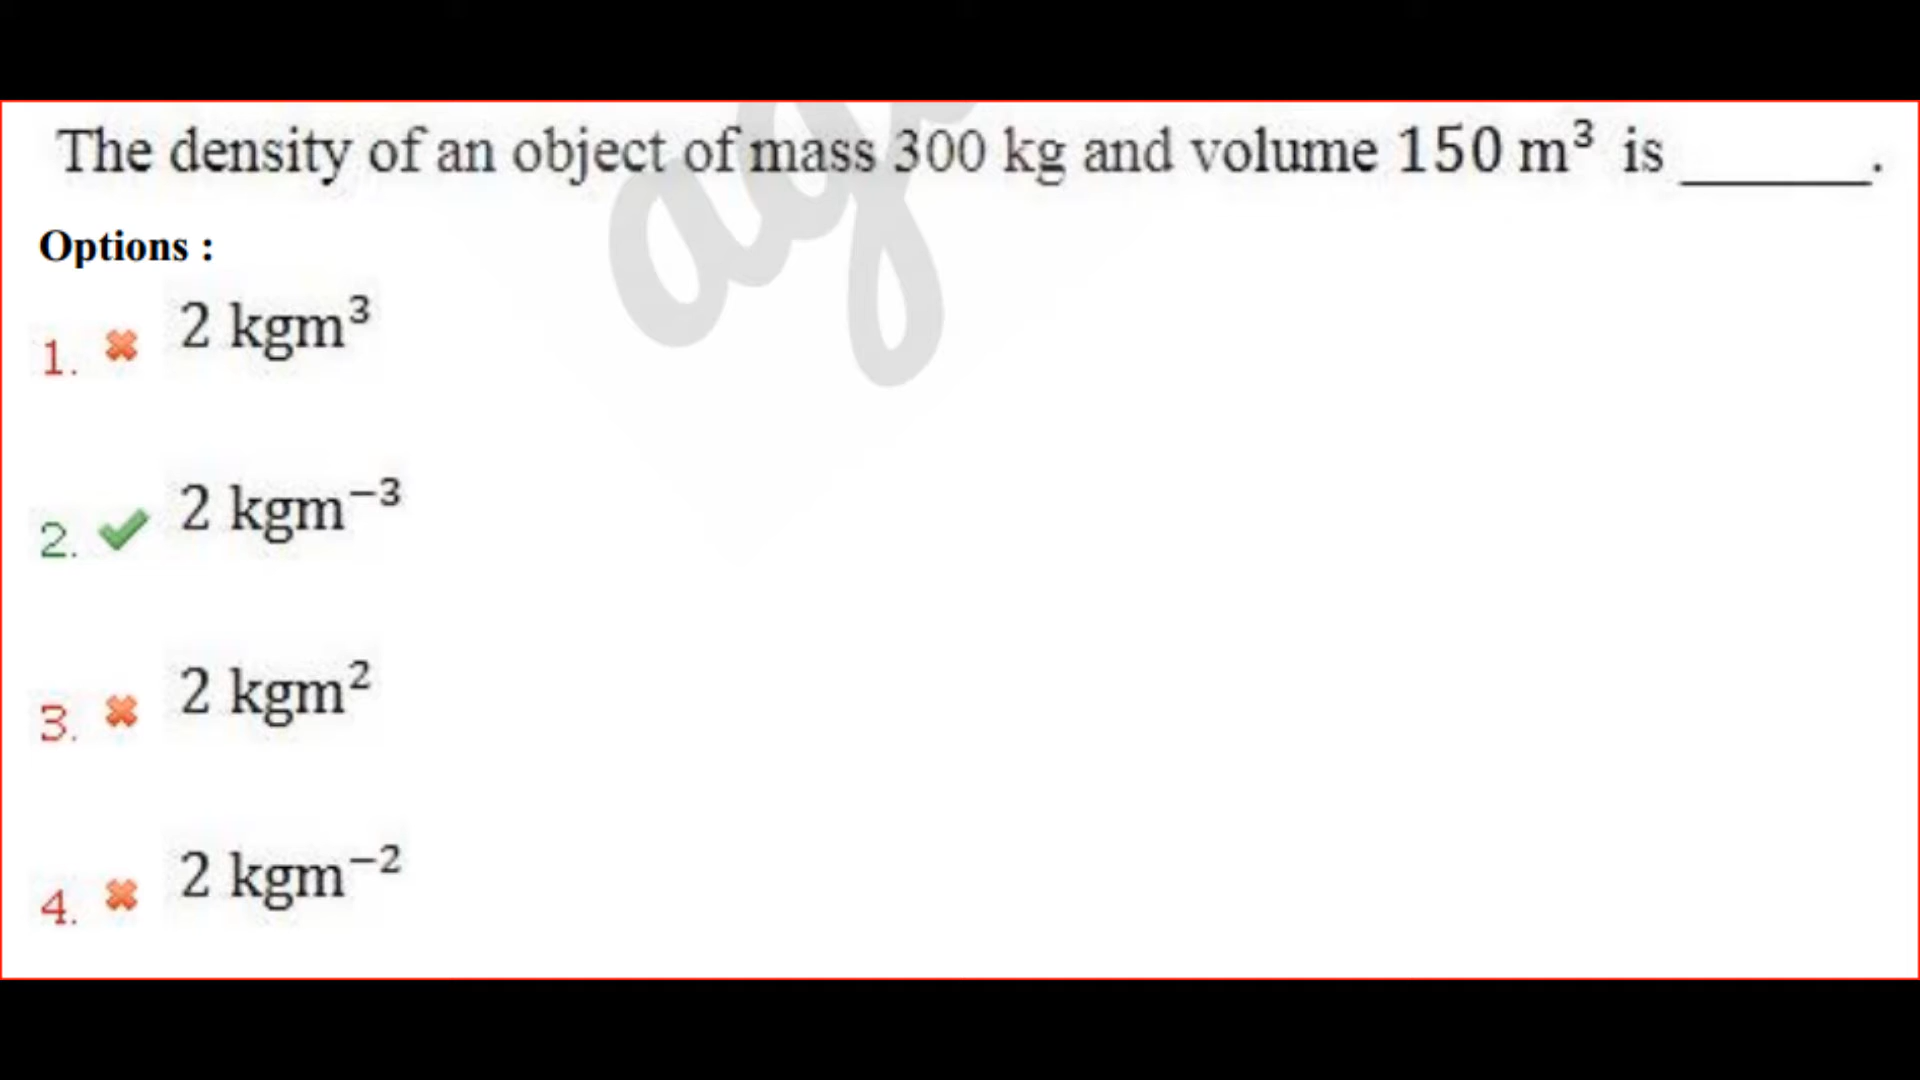 The density of an object of mass 300 kg and volume 150 m³ is ______.
Options :
1. ✖ 2 kgm³
2. ✔ 2 kgm⁻³
3. ✖ 2 kgm²
4. ✖ 2 kgm⁻²